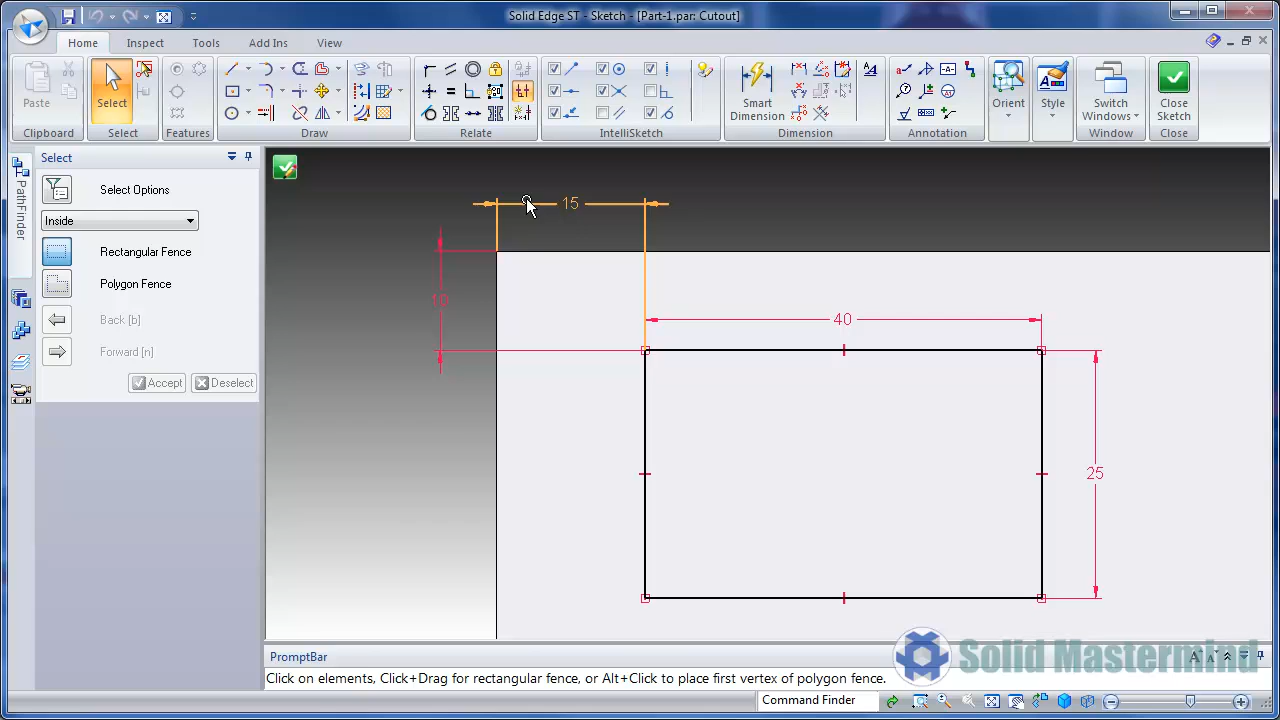 Solid Edge ST - Sketch - [Part-1.par: Cutout]
Home Inspect Tools Add Ins View
Paste
Select
Smart Dimension
Orient
Style
Switch Windows
Close Sketch
Clipboard Select Features Draw Relate IntelliSketch Dimension Annotation Window Close
PathFinder
Select
Select Options
Inside
Rectangular Fence
Polygon Fence
Back [b]
Forward [n]
Accept Deselect
15
10
40
25
PromptBar
Click on elements, Click+Drag for rectangular fence, or Alt+Click to place first vertex of polygon fence.
Command Finder
Solid Mastermind